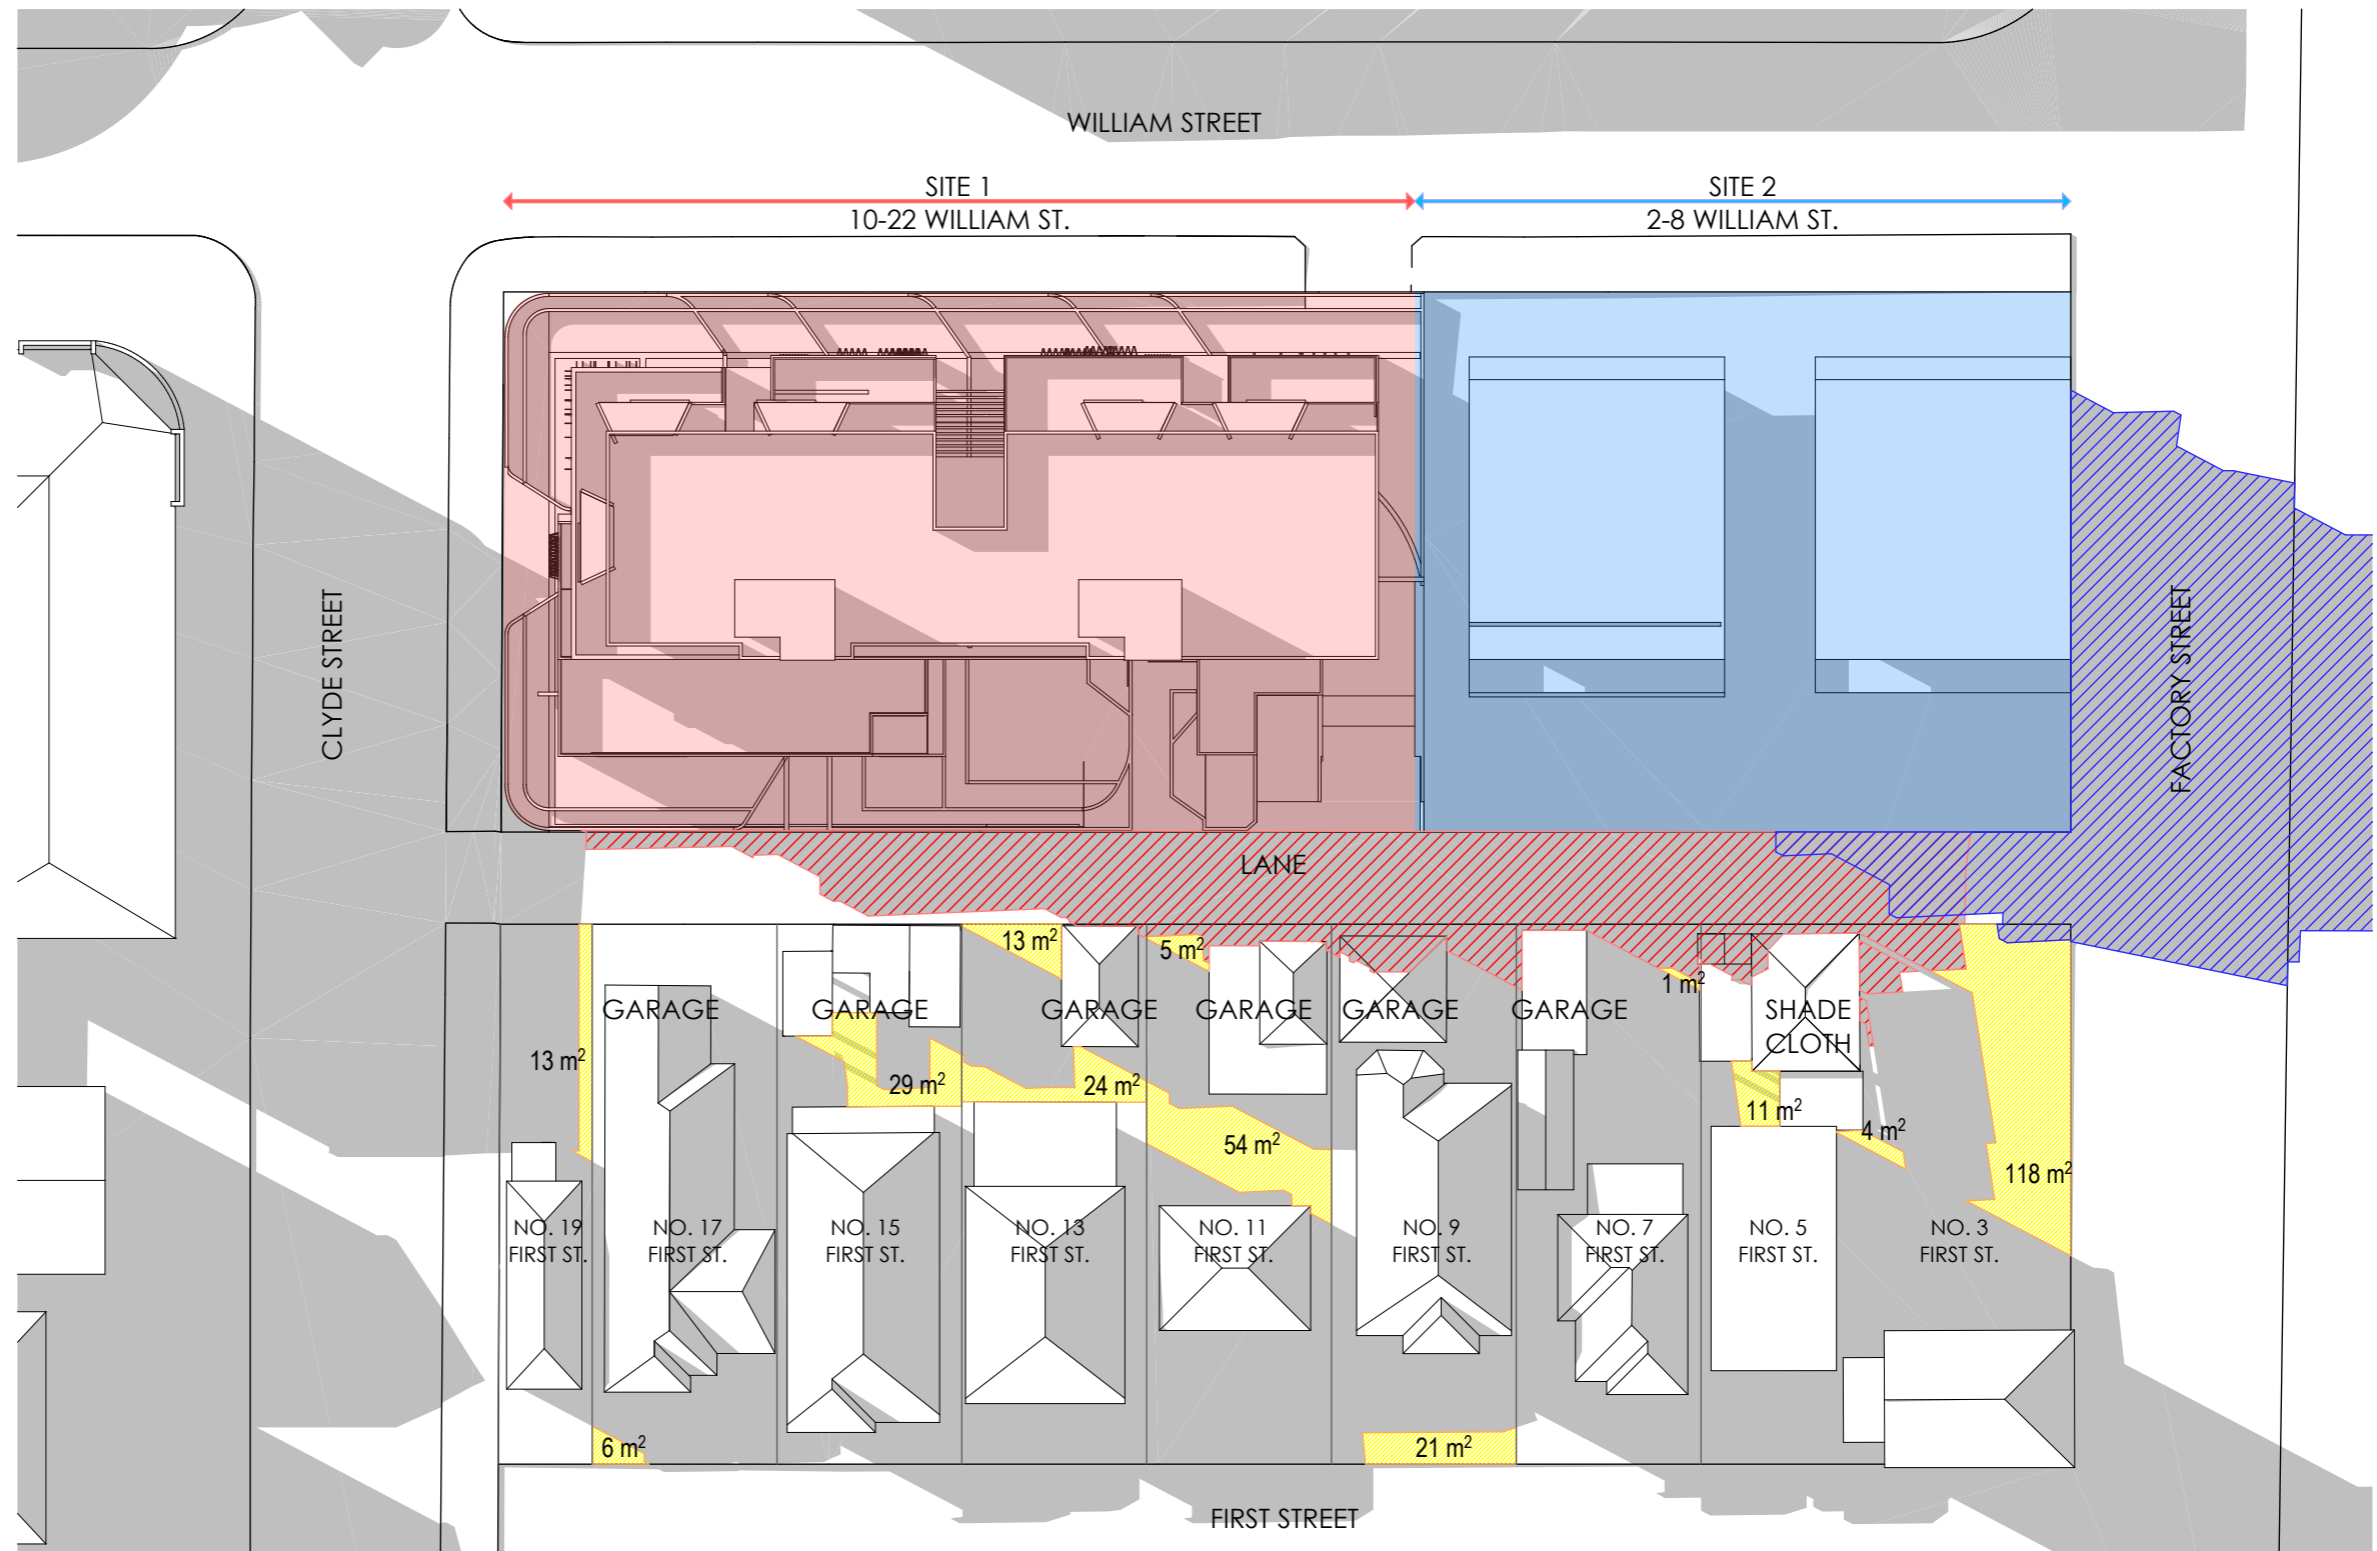 WILLIAM STREET
SITE 1
10-22 WILLIAM ST.
SITE 2
2-8 WILLIAM ST.
CLYDE STREET
FACTORY STREET
LANE
13 m²
5 m²
1 m²
GARAGE
GARAGE
GARAGE
GARAGE
GARAGE
GARAGE
SHADE
CLOTH
13 m²
29 m²
24 m²
54 m²
11 m²
4 m²
118 m²
NO. 19
FIRST ST.
NO. 17
FIRST ST.
NO. 15
FIRST ST.
NO. 13
FIRST ST.
NO. 11
FIRST ST.
NO. 9
FIRST ST.
NO. 7
FIRST ST.
NO. 5
FIRST ST.
NO. 3
FIRST ST.
6 m²
21 m²
FIRST STREET